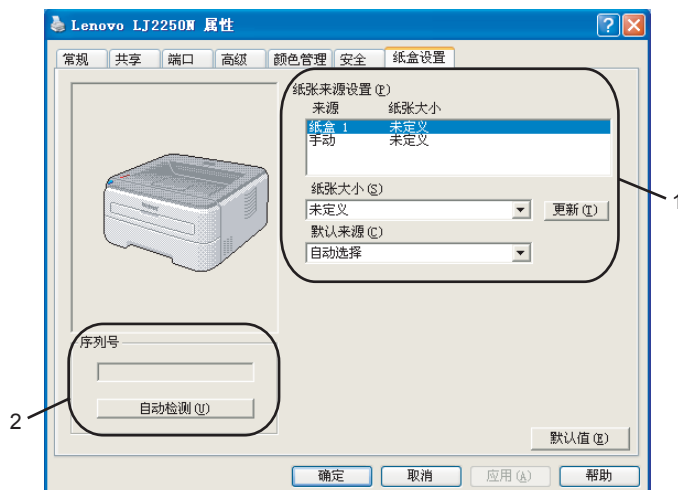 Lenovo LJ2250N 属性
常规 共享 端口 高级 颜色管理 安全 纸盒设置
纸张来源设置(P)
来源 纸张大小
纸盒 1 未定义
手动 未定义
纸张大小(S)
未定义 更新(T)
默认来源(C)
自动选择
1
序列号
自动检测(U)
2
默认值(E)
确定 取消 应用(A) 帮助